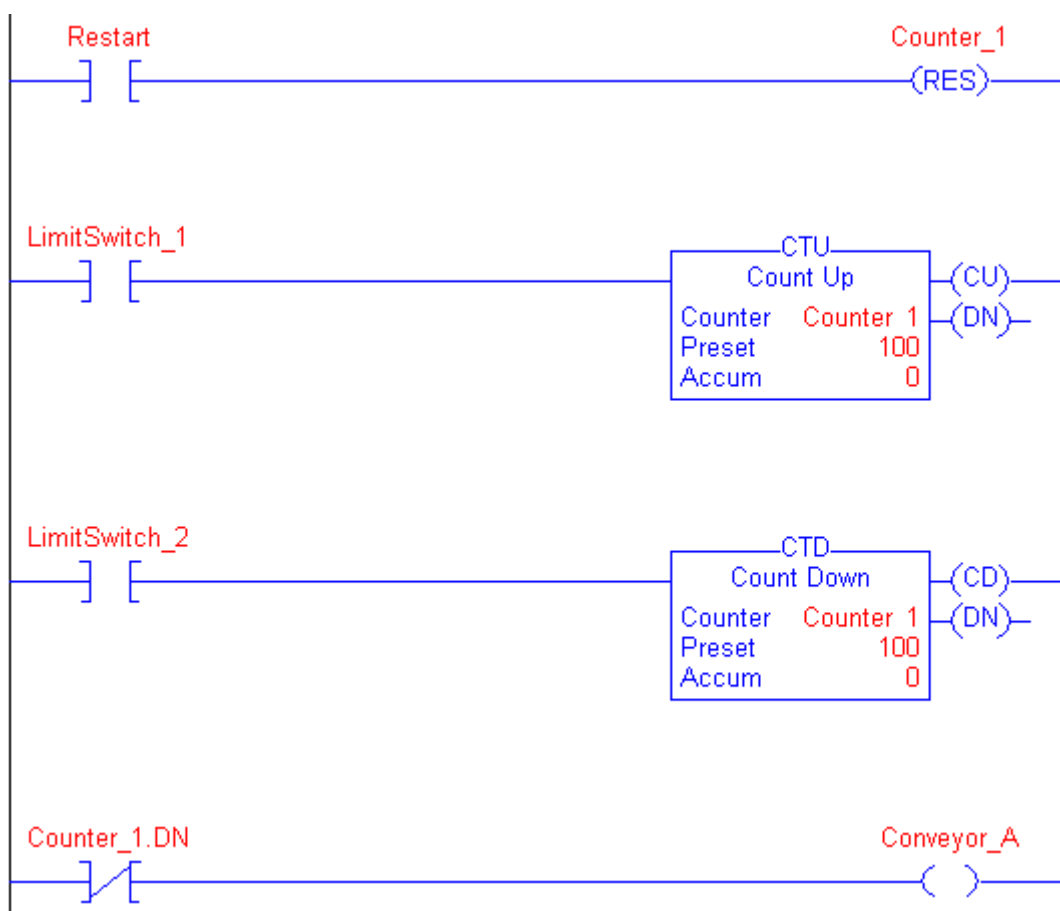 Restart
Counter_1
(RES)
LimitSwitch_1
CTU
Count Up
(CU)
Counter Counter 1
(DN)
Preset 100
Accum 0
LimitSwitch_2
CTD
Count Down
(CD)
Counter Counter 1
(DN)
Preset 100
Accum 0
Counter_1.DN
Conveyor_A